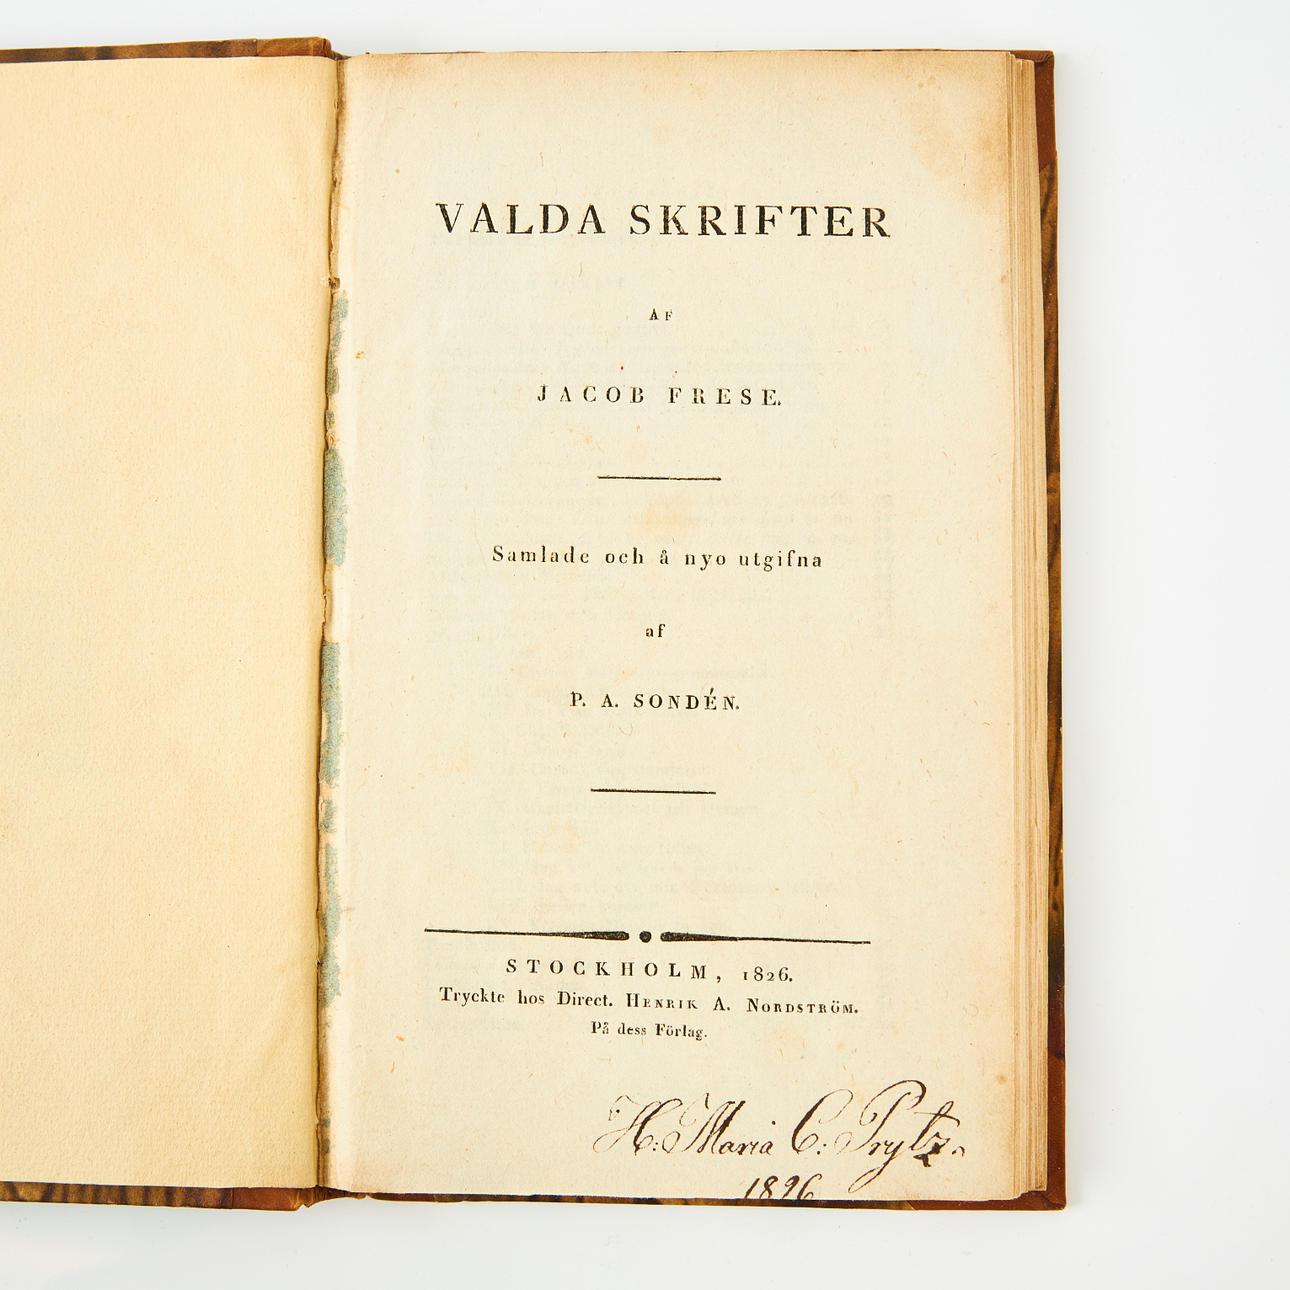 VALDA SKRIFTER
AF
JACOB FRESE.
Samlade och å nyo utgifna
af
P. A. SONDÉN.
STOCKHOLM, 1826.
Tryckte hos Direct. HENRIK A. NORDSTRÖM.
På dess Förlag.
H: Maria C: Prytz.
1826